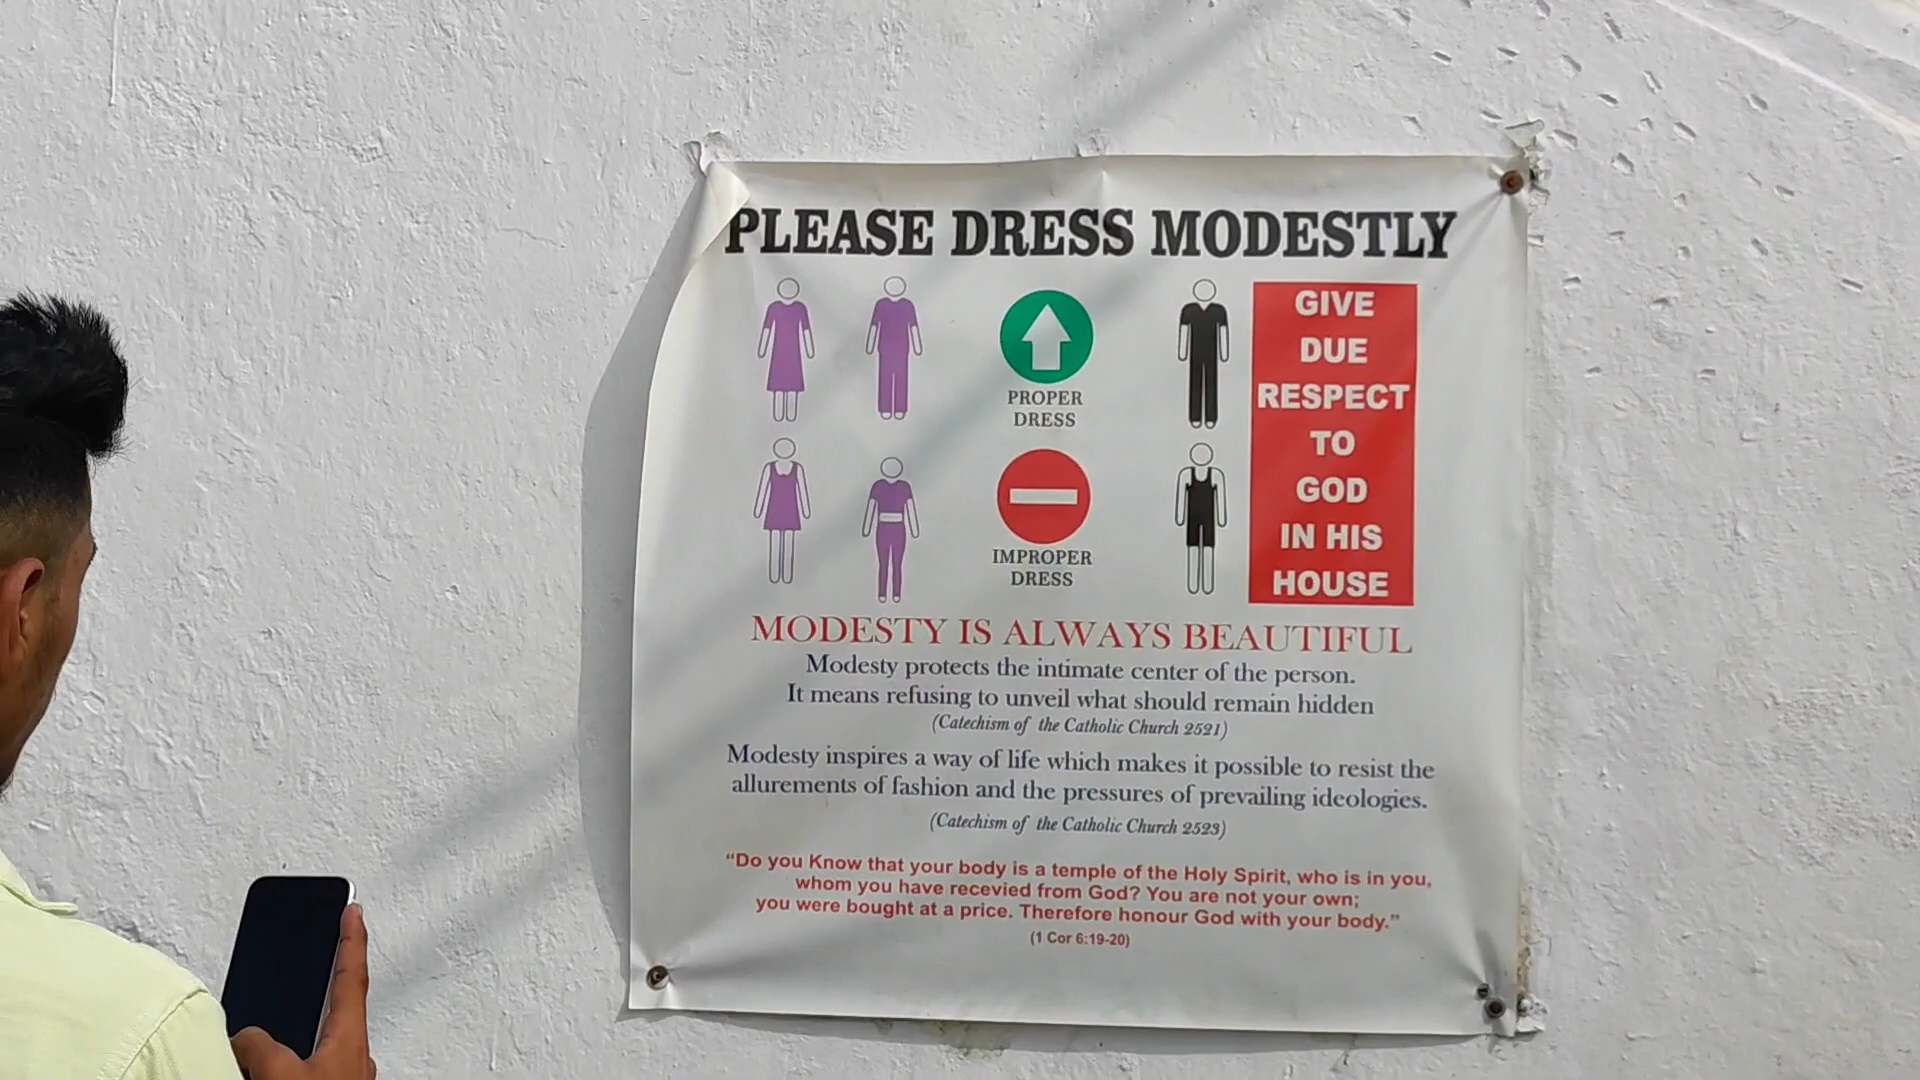 PLEASE DRESS MODESTLY
PROPER
DRESS
IMPROPER
DRESS
GIVE
DUE
RESPECT
TO
GOD
IN HIS
HOUSE
MODESTY IS ALWAYS BEAUTIFUL
Modesty protects the intimate center of the person.
It means refusing to unveil what should remain hidden
(Catechism of the Catholic Church 2521)
Modesty inspires a way of life which makes it possible to resist the
allurements of fashion and the pressures of prevailing ideologies.
(Catechism of the Catholic Church 2523)
“Do you Know that your body is a temple of the Holy Spirit, who is in you,
whom you have recevied from God? You are not your own;
you were bought at a price. Therefore honour God with your body.”
(1 Cor 6:19-20)